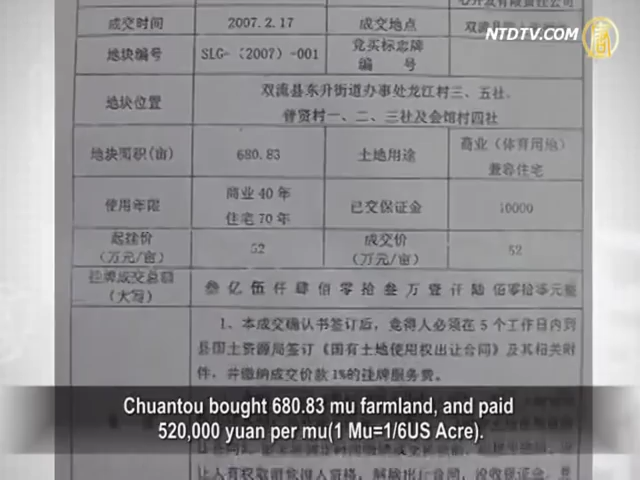 NTDTV.COM
成交时间 2007.2.17 成交地点
地块编号 SLG-(2007)-001 竞买标志牌编号
地块位置 双流县东升街道办事处龙江村三、五社、
普贤村一、二、三社及会馆村四社
地块面积(亩) 680.83 土地用途 商业(体育用地)
兼容住宅
使用年限 商业40年
住宅70年 已交保证金 10000
起挂价
(万元/亩) 52 成交价
(万元/亩) 52
挂牌成交总额
(大写) 叁亿伍仟肆佰零拾叁万壹仟陆佰零拾零元整
1、本成交确认书签订后，竞得人必须在5个工作日内到
县国土资源局签订《国有土地使用权出让合同》及其相关附
件，并缴纳成交价款1%的挂牌服务费。
Chuantou bought 680.83 mu farmland, and paid
520,000 yuan per mu(1 Mu=1/6US Acre).